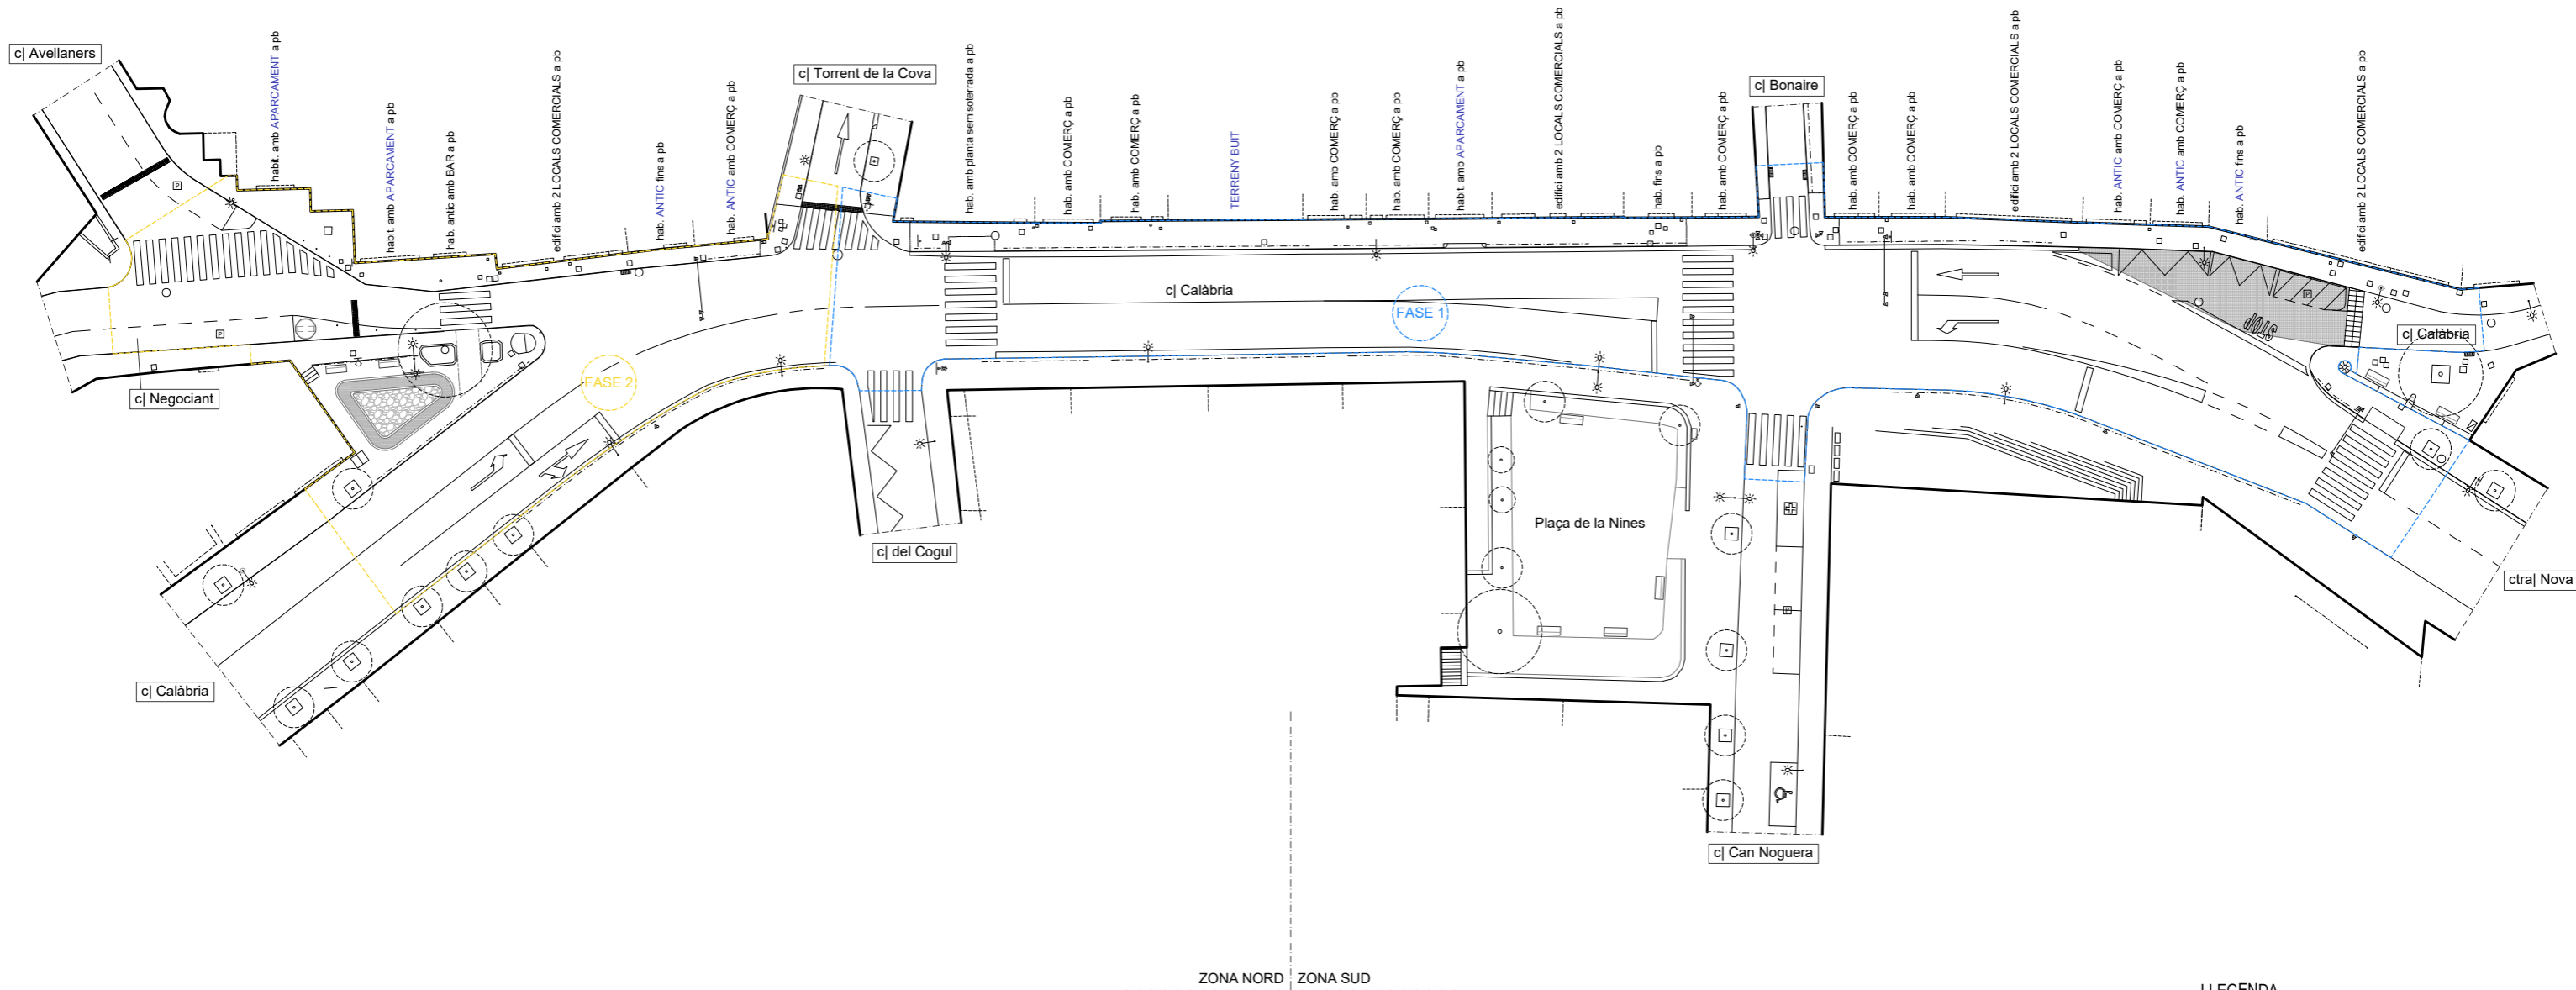 c| Avellaners
habit. amb APARCAMENT a pb
habit. amb APARCAMENT a pb
hab. antic amb BAR a pb
edifici amb 2 LOCALS COMERCIALS a pb
hab. ANTIC fins a pb
hab. ANTIC amb COMERÇ a pb
c| Torrent de la Cova
hab. amb planta semisoterrada a pb
hab. amb COMERÇ a pb
hab. amb COMERÇ a pb
TERRENY BUIT
hab. amb COMERÇ a pb
hab. amb COMERÇ a pb
habit. amb APARCAMENT a pb
edifici amb 2 LOCALS COMERCIALS a pb
hab. fins a pb
hab. amb COMERÇ a pb
c| Bonaire
hab. amb COMERÇ a pb
hab. amb COMERÇ a pb
edifici amb 2 LOCALS COMERCIALS a pb
hab. ANTIC amb COMERÇ a pb
hab. ANTIC amb COMERÇ a pb
hab. ANTIC fins a pb
edifici amb 2 LOCALS COMERCIALS a pb
P
c| Calàbria
P
FASE 1
STOP
P
c| Calàbria
FASE 2
c| Negociant
Plaça de la Nines
c| del Cogul
P
ctra| Nova
c| Calàbria
c| Can Noguera
ZONA NORD
ZONA SUD
LLEGENDA